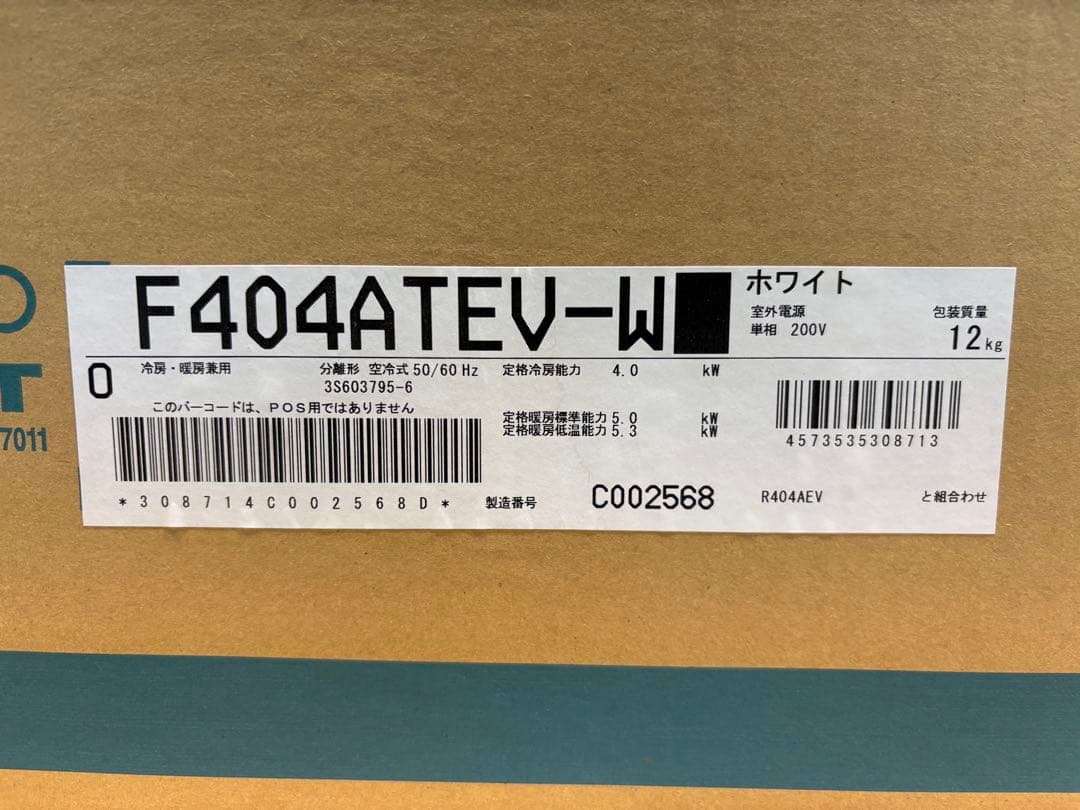 F404ATEV-W■
ホワイト
室外電源
単相 200V
包装質量
12kg
0
冷房・暖房兼用
分離形 空冷式 50/60Hz
3S603795-6
定格冷房能力 4.0 kW
このバーコードは、POS用ではありません
定格暖房標準能力 5.0 kW
定格暖房低温能力 5.3 kW
4573535308713
*308714C002568D*
製造番号 C002568
R404AEV と組合わせ
7011